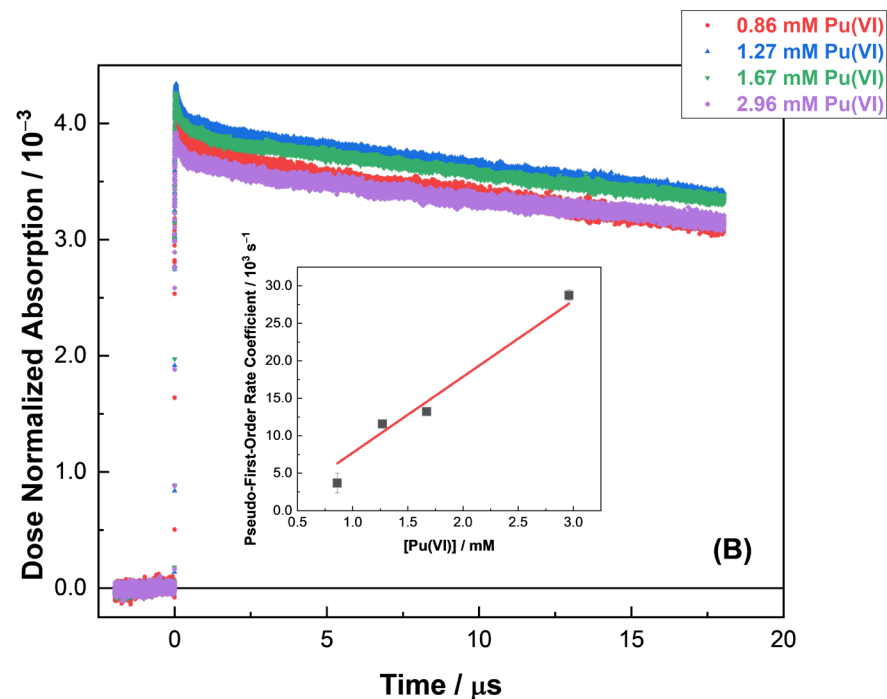 0.86 mM Pu(VI)
1.27 mM Pu(VI)
1.67 mM Pu(VI)
2.96 mM Pu(VI)
Dose Normalized Absorption / 10⁻³
4.0
3.0
2.0
1.0
0.0
Pseudo-First-Order Rate Coefficient / 10³ s⁻¹
30.0
25.0
20.0
15.0
10.0
5.0
0.0
0.5 1.0 1.5 2.0 2.5 3.0
[Pu(VI)] / mM
(B)
0 5 10 15 20
Time / μs